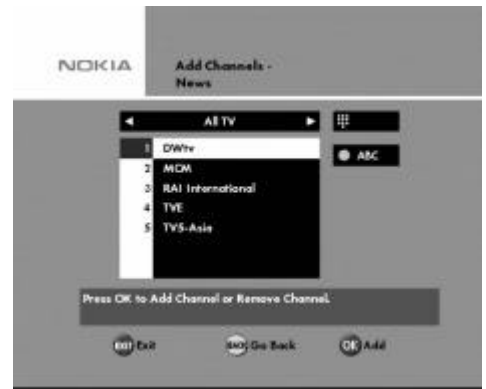 NOKIA
Add Channels -
News
All TV
ABC
1 DWtv
2 MCM
3 RAI International
4 TVE
5 TV5-Asia
Press OK to Add Channel or Remove Channel.
EXIT Exit
BACK Go Back
OK Add